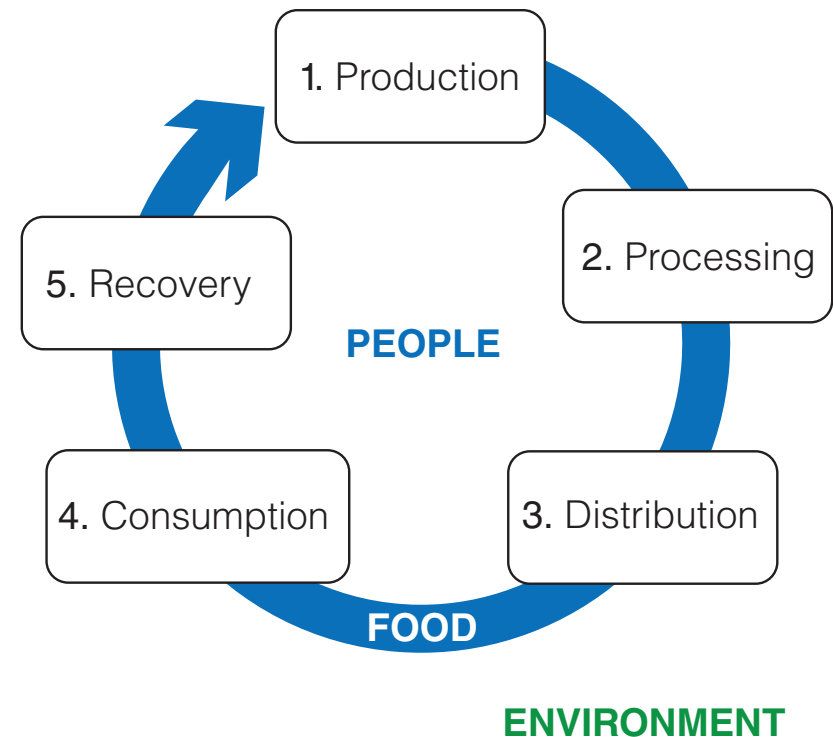 1. Production
2. Processing
5. Recovery
PEOPLE
4. Consumption
3. Distribution
FOOD
ENVIRONMENT